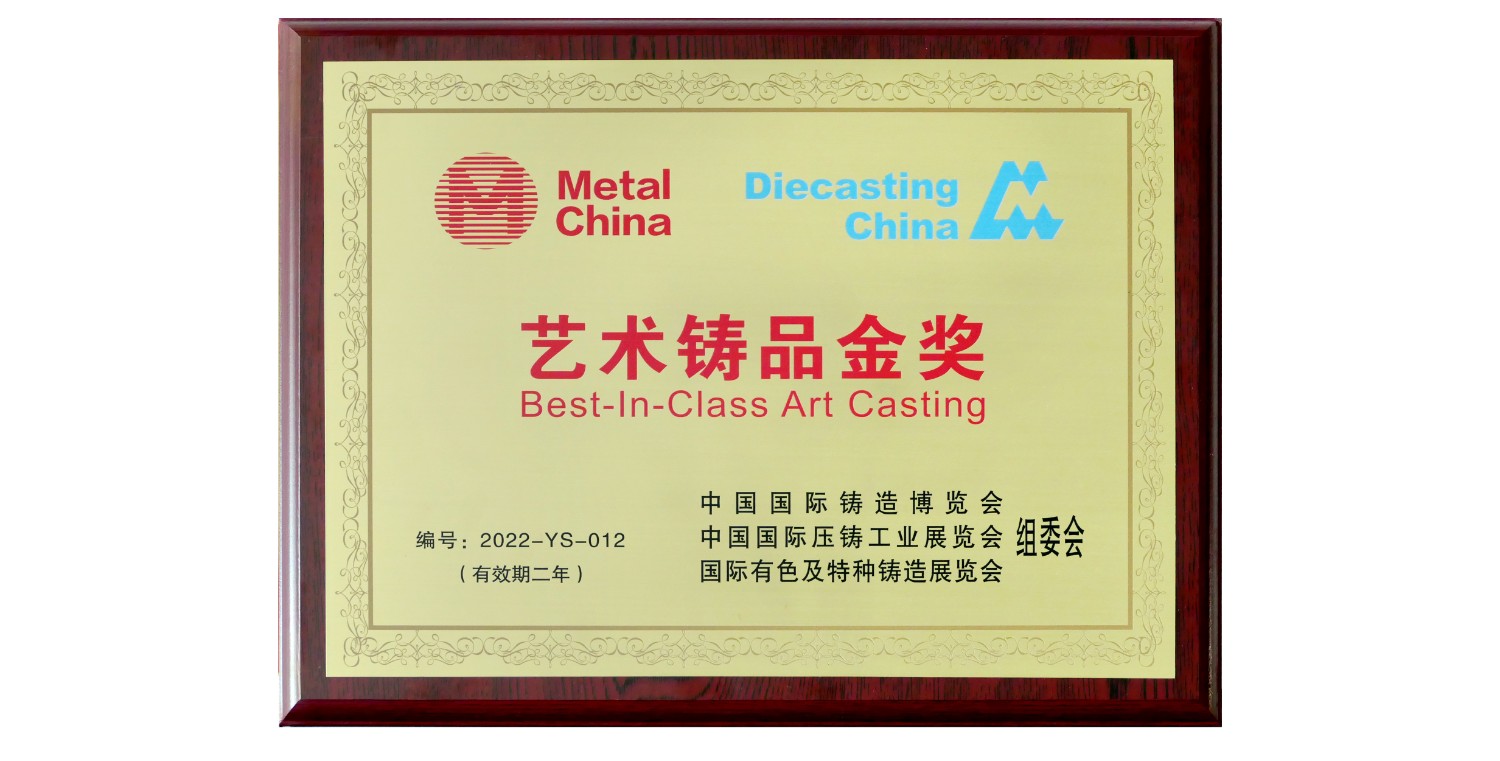 Metal
China
Diecasting
China
艺术铸品金奖
Best-In-Class Art Casting
中国国际铸造博览会
中国国际压铸工业展览会 组委会
国际有色及特种铸造展览会
编号：2022-YS-012
（有效期二年）